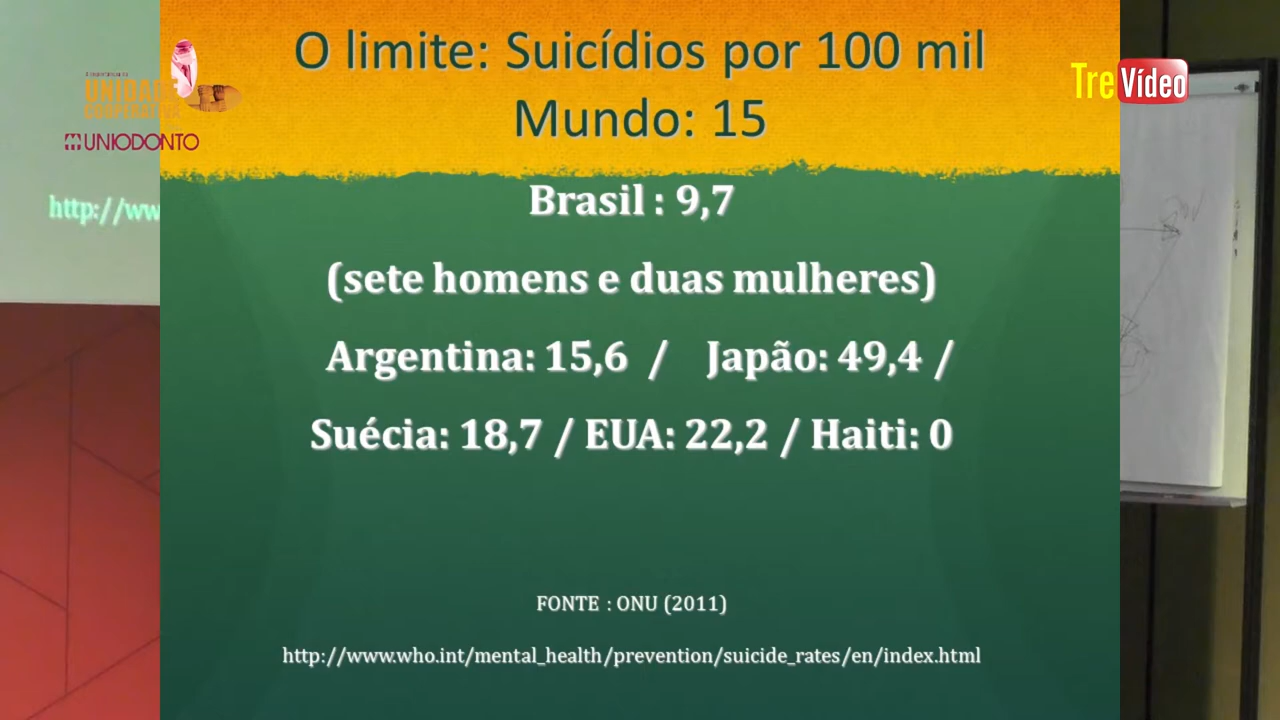 O limite: Suicídios por 100 mil
Mundo: 15
Brasil : 9,7
(sete homens e duas mulheres)
Argentina: 15,6 / Japão: 49,4 /
Suécia: 18,7 / EUA: 22,2 / Haiti: 0
FONTE : ONU (2011)
http://www.who.int/mental_health/prevention/suicide_rates/en/index.html
UNIODONTO
http://ww
TreVídeo